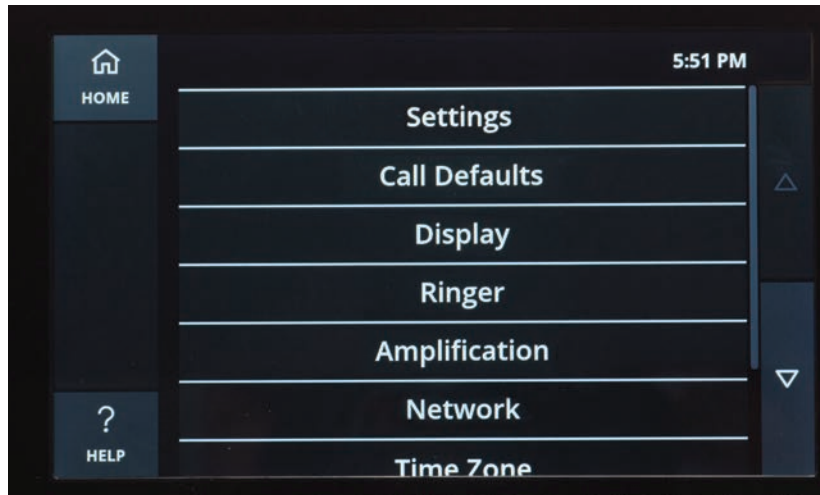 5:51 PM
HOME
Settings
Call Defaults
Display
Ringer
Amplification
Network
?
HELP
Time Zone